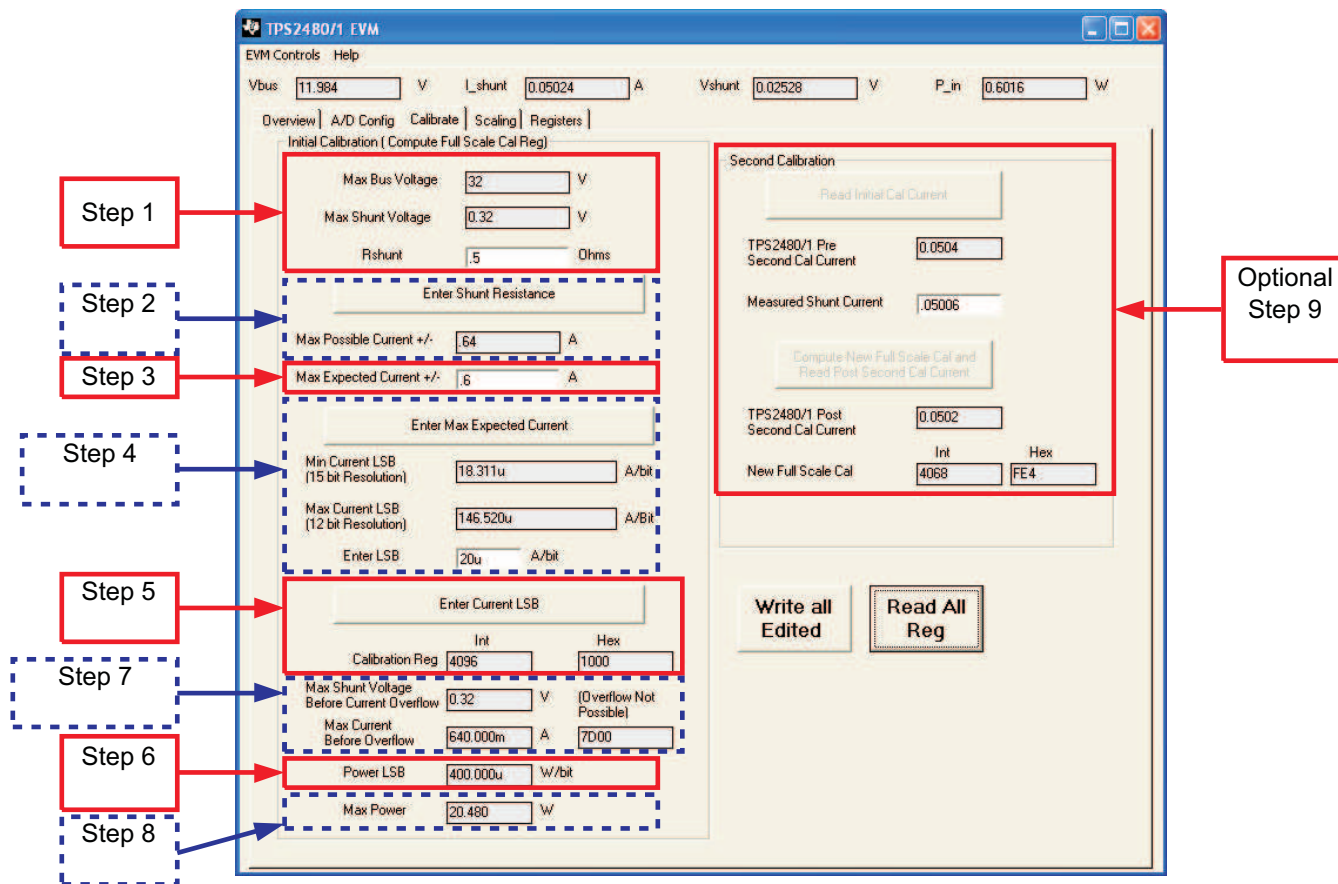 TPS2480/1 EVM
EVM Controls Help
Vbus 11.984 V I_shunt 0.05024 A Vshunt 0.02528 V P_in 0.6016 W
Overview A/D Config Calibrate Scaling Registers
Initial Calibration ( Compute Full Scale Cal Reg)
Step 1
Max Bus Voltage 32 V
Max Shunt Voltage 0.32 V
Rshunt .5 Ohms
Step 2
Enter Shunt Resistance
Max Possible Current +/- .64 A
Step 3
Max Expected Current +/- .6 A
Step 4
Enter Max Expected Current
Min Current LSB
(15 bit Resolution) 18.311u A/bit
Max Current LSB
(12 bit Resolution) 146.520u A/Bit
Enter LSB 20u A/bit
Step 5
Enter Current LSB
Int Hex
Calibration Reg 4096 1000
Step 7
Max Shunt Voltage
Before Current Overflow 0.32 V (Overflow Not
Possible)
Max Current
Before Overflow 640.000m A 7D00
Step 6
Power LSB 400.000u W/bit
Step 8
Max Power 20.480 W
Second Calibration
Read Initial Cal Current
TPS2480/1 Pre
Second Cal Current 0.0504
Measured Shunt Current .05006
Compute New Full Scale Cal and
Read Post Second Cal Current
TPS2480/1 Post
Second Cal Current 0.0502
Int Hex
New Full Scale Cal 4068 FE4
Optional
Step 9
Write all
Edited
Read All
Reg